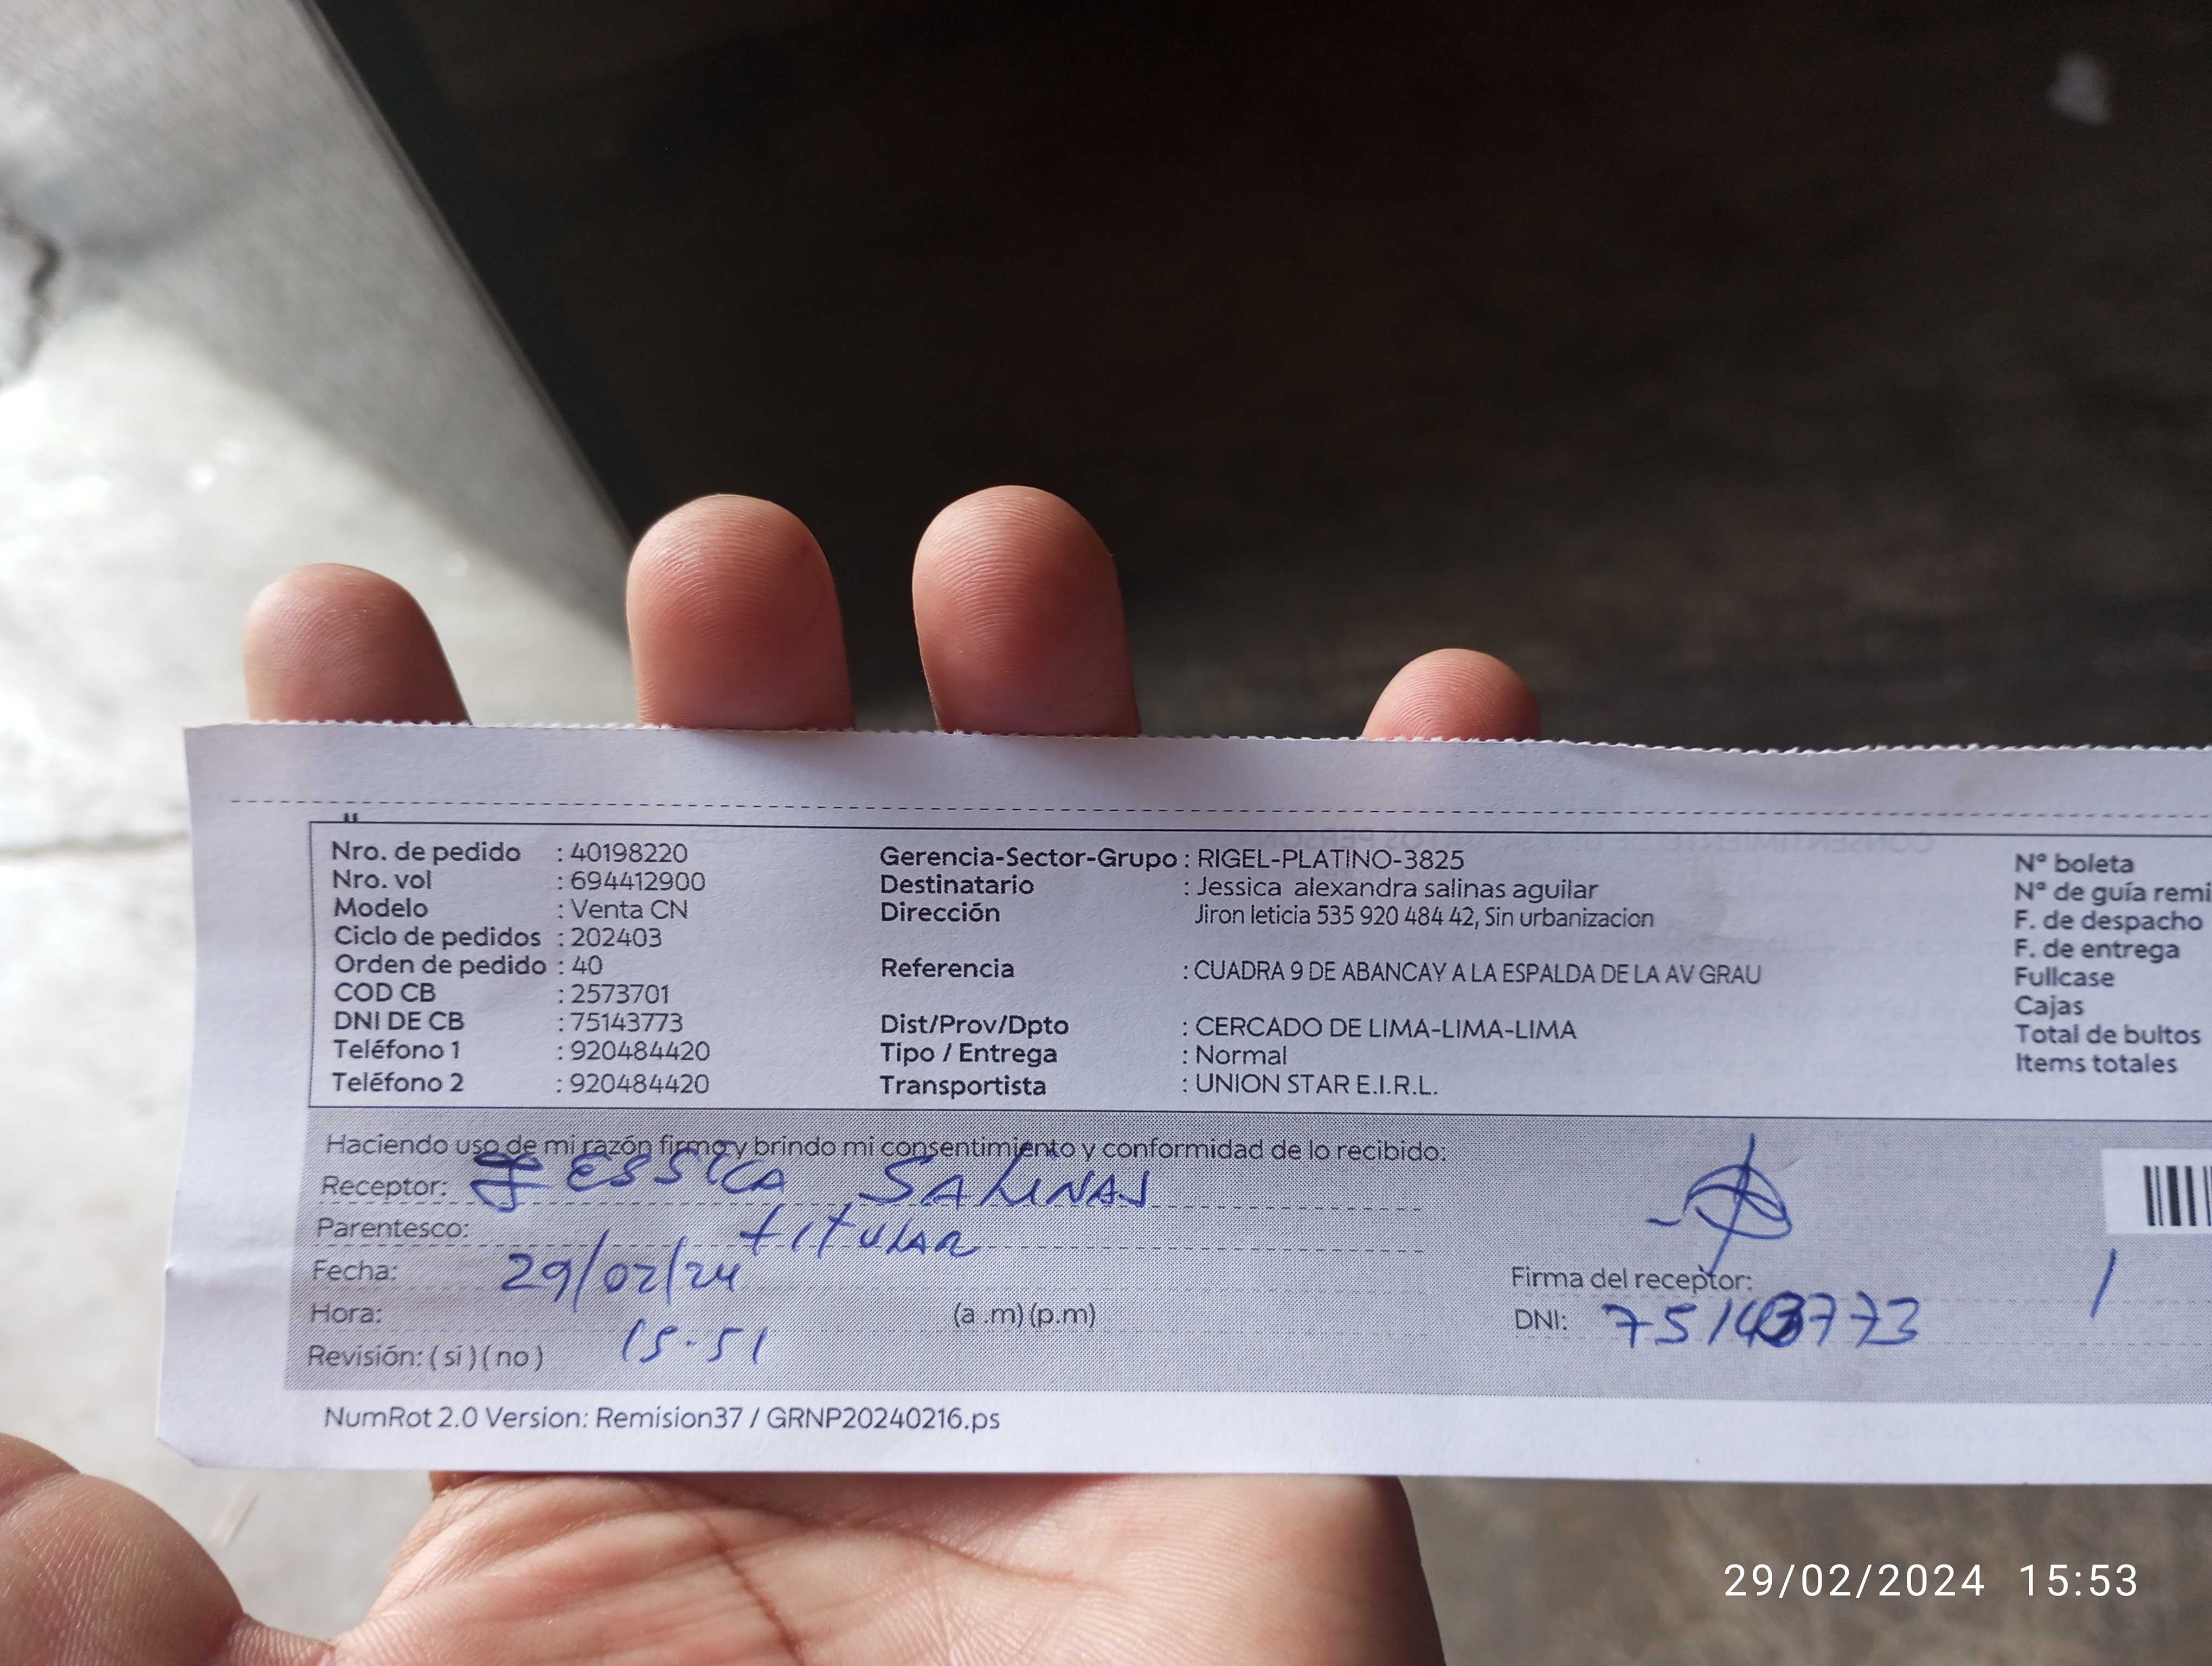 Nro. de pedido : 40198220
Nro. vol : 694412900
Modelo : Venta CN
Ciclo de pedidos : 202403
Orden de pedido : 40
COD CB : 2573701
DNI DE CB : 75143773
Teléfono 1 : 920484420
Teléfono 2 : 920484420
Gerencia-Sector-Grupo : RIGEL-PLATINO-3825
Destinatario : Jessica alexandra salinas aguilar
Dirección Jiron leticia 535 920 484 42, Sin urbanizacion
Referencia : CUADRA 9 DE ABANCAY A LA ESPALDA DE LA AV GRAU
Dist/Prov/Dpto : CERCADO DE LIMA-LIMA-LIMA
Tipo / Entrega : Normal
Transportista : UNION STAR E.I.R.L.
Nº boleta
Nº de guía remi
F. de despacho
F. de entrega
Fullcase
Cajas
Total de bultos
Items totales
Haciendo uso de mi razón firmo y brindo mi consentimiento y conformidad de lo recibido:
Receptor: JESSICA SALINAS
Parentesco: titular
Fecha: 29/02/24
Hora: 15.51 (a .m) (p.m)
Revisión: ( si ) ( no )
Firma del receptor:
DNI: 75143773
NumRot 2.0 Version: Remision37 / GRNP20240216.ps
29/02/2024 15:53